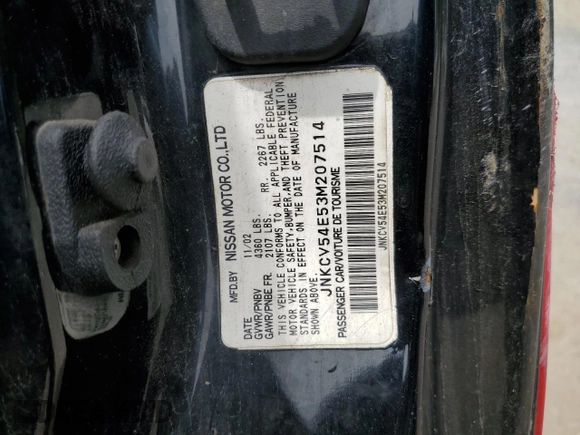 MFD.BY NISSAN MOTOR CO.,LTD
DATE 11/02
GVWR/PNBV 4360 LBS.
GAWR/PNBE FR. 2107 LBS. RR. 2267 LBS.
THIS VEHICLE CONFORMS TO ALL APPLICABLE FEDERAL
MOTOR VEHICLE SAFETY,BUMPER,AND THEFT PREVENTION
STANDARDS IN EFFECT ON THE DATE OF MANUFACTURE
SHOWN ABOVE.
JNKCV54E53M207514
PASSENGER CAR/VOITURE DE TOURISME
JNKCV54E53M207514